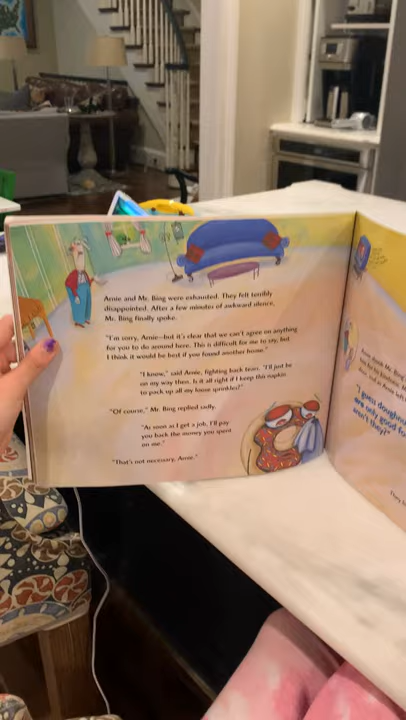 Arnie and Mr. Bing were exhausted. They felt terribly
disappointed. After a few minutes of awkward silence,
Mr. Bing finally spoke.
"I'm sorry, Arnie—but it's clear that we can't agree on anything
for you to do around here. This is difficult for me to say, but
I think it would be best if you found another home."
"I know," said Arnie, fighting back tears. "I'll just be
on my way then. Is it all right if I keep this napkin
to pack up all my loose sprinkles?"
"Of course," Mr. Bing replied sadly.
"As soon as I get a job, I'll pay
you back the money you spent
on me."
"That's not necessary, Arnie."
Mr. Bing
"I guess doughnu
are only good fo
won't they?"
They